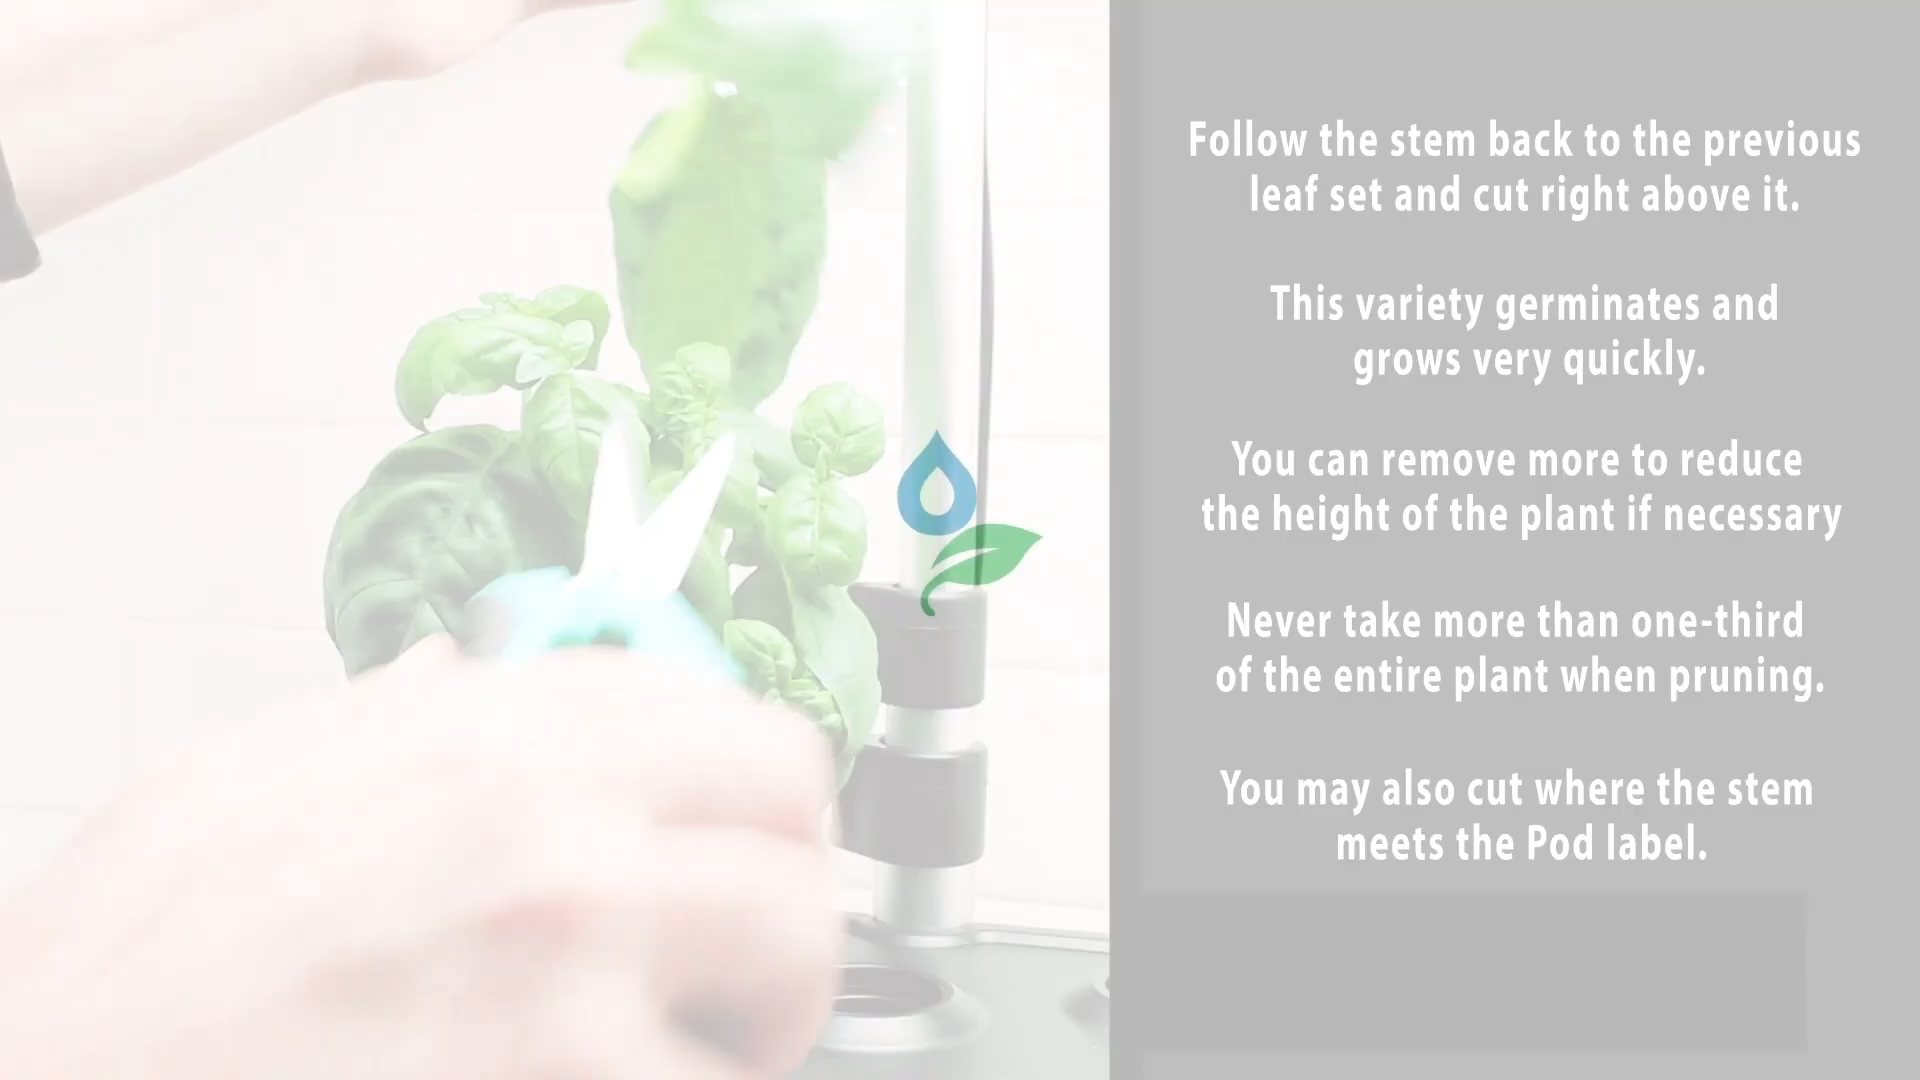 Follow the stem back to the previous
leaf set and cut right above it.
This variety germinates and
grows very quickly.
You can remove more to reduce
the height of the plant if necessary
Never take more than one-third
of the entire plant when pruning.
You may also cut where the stem
meets the Pod label.